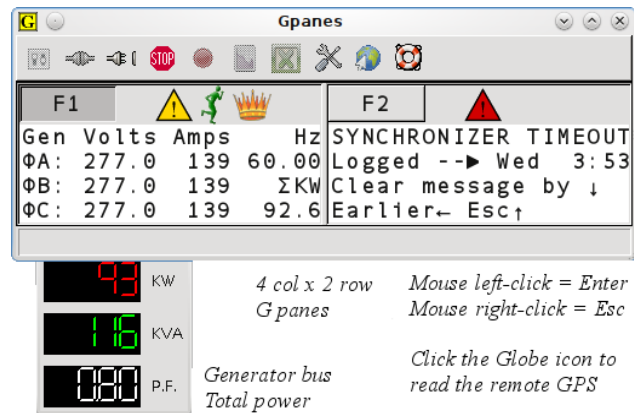 G Gpanes
STOP
F1
Gen Volts Amps Hz
ΦA: 277.0 139 60.00
ΦB: 277.0 139 ΣKW
ΦC: 277.0 139 92.6
F2
SYNCHRONIZER TIMEOUT
Logged --▶ Wed 3:53
Clear message by ↓
Earlier← Esc↑
93 KW
116 KVA
0.80 P.F.
4 col x 2 row
G panes
Generator bus
Total power
Mouse left-click = Enter
Mouse right-click = Esc
Click the Globe icon to
read the remote GPS